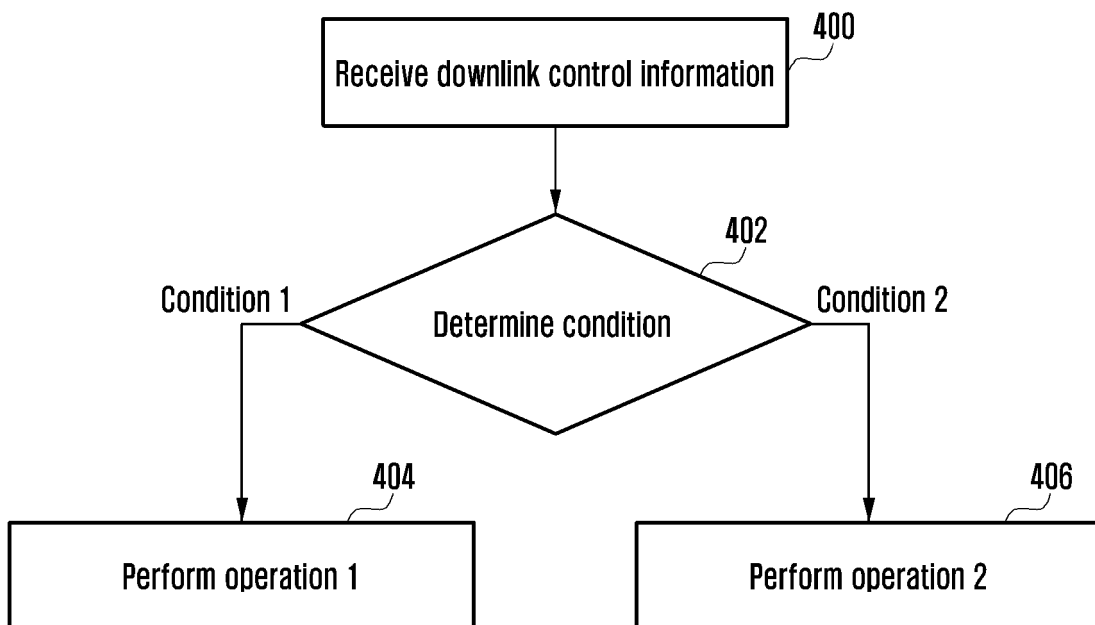 400
Receive downlink control information
402
Condition 1
Condition 2
Determine condition
404
406
Perform operation 1
Perform operation 2